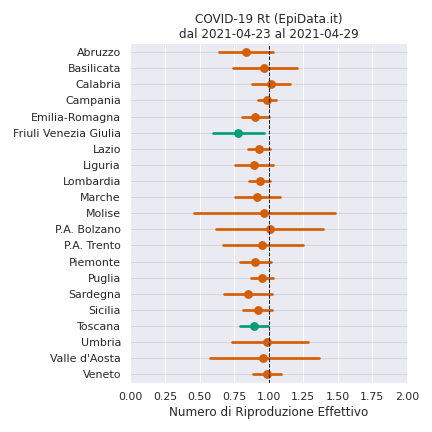 COVID-19 Rt (EpiData.it)
dal 2021-04-23 al 2021-04-29
Abruzzo
Basilicata
Calabria
Campania
Emilia-Romagna
Friuli Venezia Giulia
Lazio
Liguria
Lombardia
Marche
Molise
P.A. Bolzano
P.A. Trento
Piemonte
Puglia
Sardegna
Sicilia
Toscana
Umbria
Valle d'Aosta
Veneto
0.00 0.25 0.50 0.75 1.00 1.25 1.50 1.75 2.00
Numero di Riproduzione Effettivo